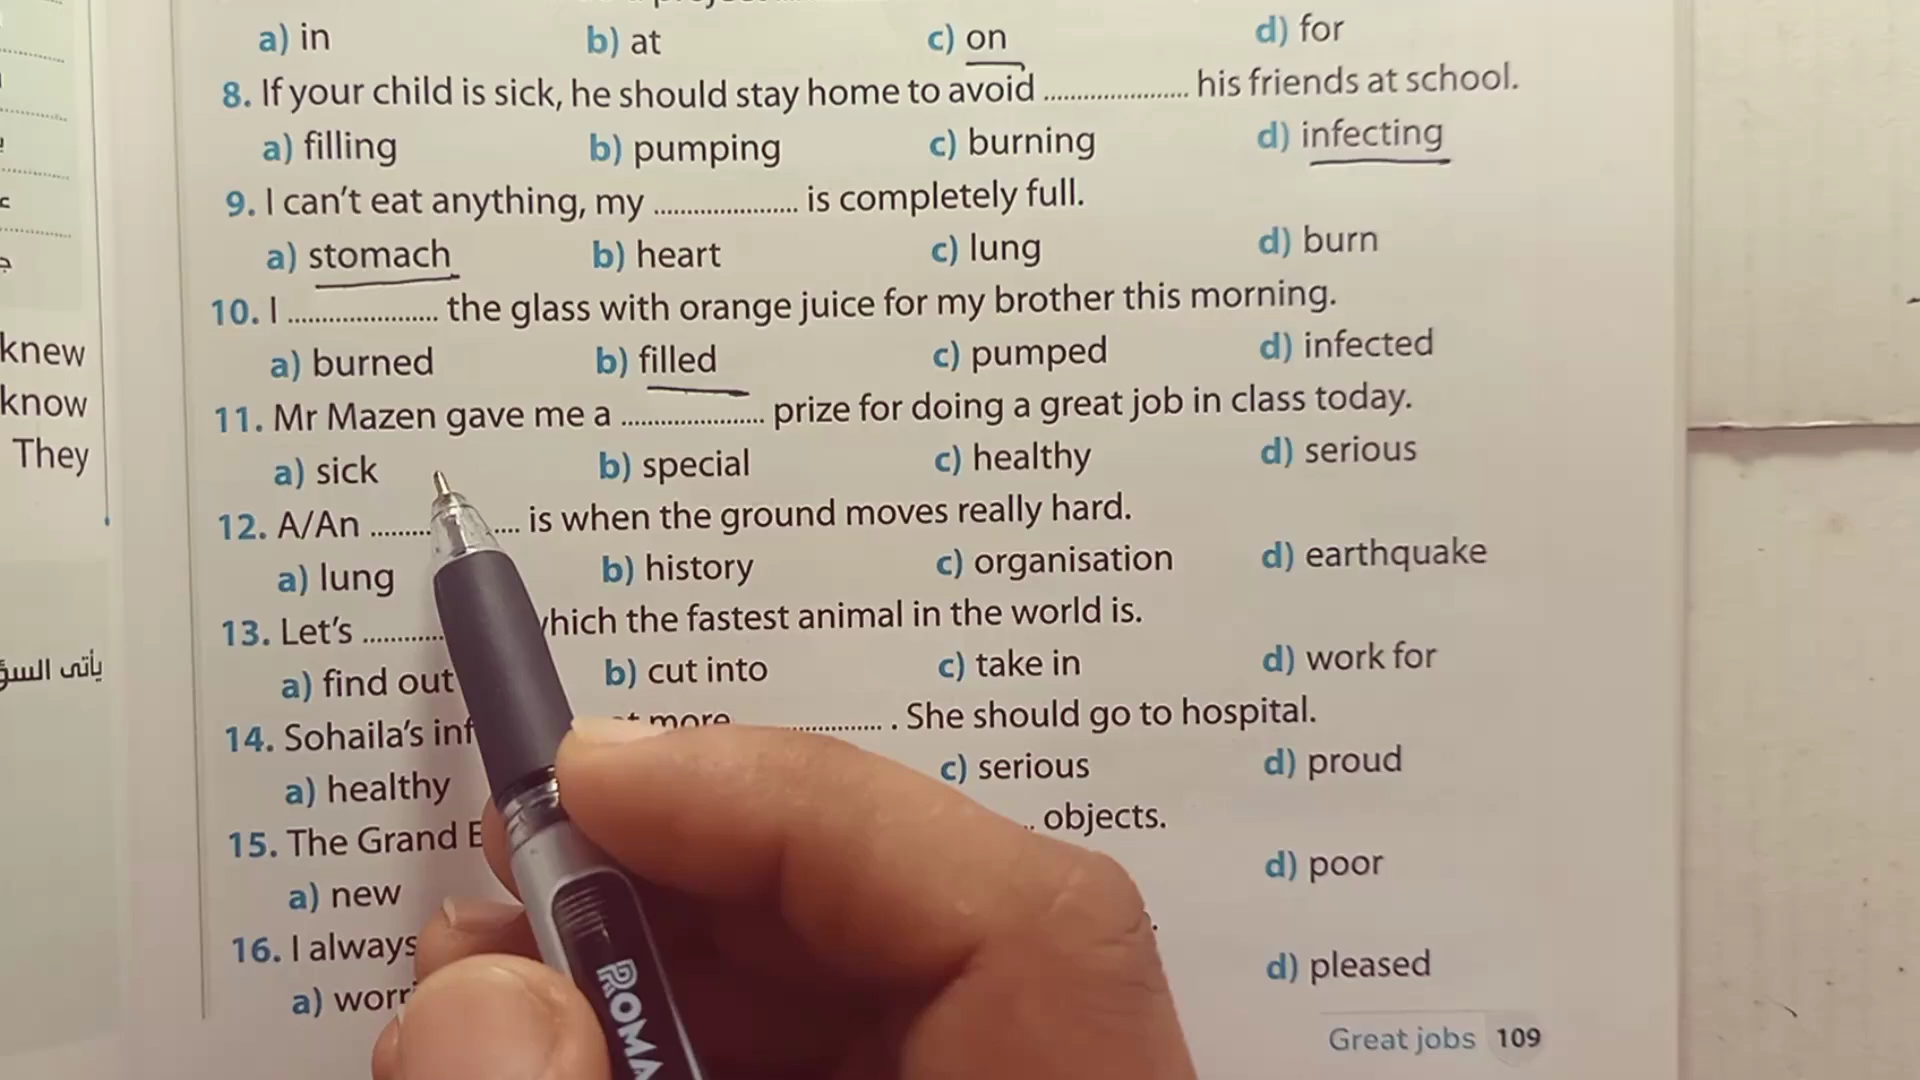 a) in b) at c) on d) for
8. If your child is sick, he should stay home to avoid ..................... his friends at school.
a) filling b) pumping c) burning d) infecting
9. I can't eat anything, my ..................... is completely full.
a) stomach b) heart c) lung d) burn
10. I ..................... the glass with orange juice for my brother this morning.
a) burned b) filled c) pumped d) infected
11. Mr Mazen gave me a ..................... prize for doing a great job in class today.
a) sick b) special c) healthy d) serious
12. A/An ..................... is when the ground moves really hard.
a) lung b) history c) organisation d) earthquake
13. Let's ............ which the fastest animal in the world is.
a) find out b) cut into c) take in d) work for
14. Sohaila's more ............... . She should go to hospital.
a) healthy c) serious d) proud
15. The Grand .. objects.
a) new d) poor
16. I always
d) pleased
Great jobs 109
knew
know
They
يأتى
ROMA